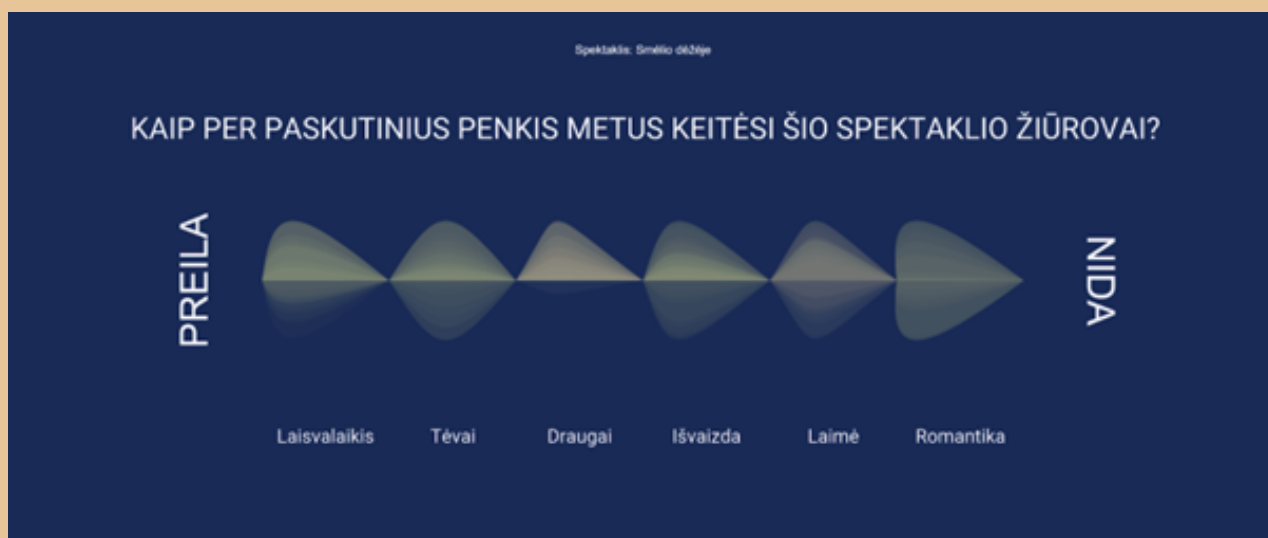 Spektaklis: Smėlio dėžėje
KAIP PER PASKUTINIUS PENKIS METUS KEITĖSI ŠIO SPEKTAKLIO ŽIŪROVAI?
PREILA
NIDA
Laisvalaikis
Tėvai
Draugai
Išvaizda
Laimė
Romantika